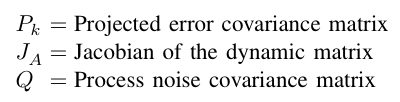 P_k = Projected error covariance matrix
J_A = Jacobian of the dynamic matrix
Q = Process noise covariance matrix